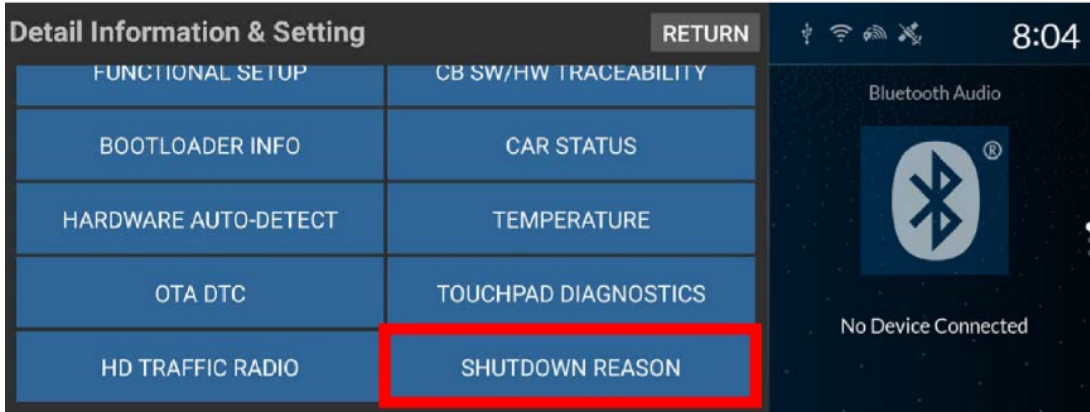 Detail Information & Setting
RETURN
FUNCTIONAL SETUP
CB SW/HW TRACEABILITY
BOOTLOADER INFO
CAR STATUS
HARDWARE AUTO-DETECT
TEMPERATURE
OTA DTC
TOUCHPAD DIAGNOSTICS
HD TRAFFIC RADIO
SHUTDOWN REASON
8:04
Bluetooth Audio
®
No Device Connected